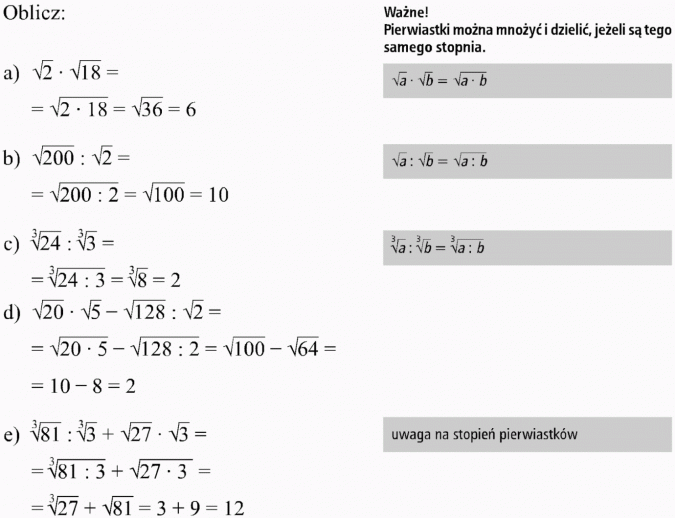 Oblicz:
Ważne!
Pierwiastki można mnożyć i dzielić, jeżeli są tego
samego stopnia.
a) √2 · √18 =
√a · √b = √(a · b)
= √(2 · 18) = √36 = 6
b) √200 : √2 =
√a : √b = √(a : b)
= √(200 : 2) = √100 = 10
c) ∛24 : ∛3 =
∛a : ∛b = ∛(a : b)
= ∛(24 : 3) = ∛8 = 2
d) √20 · √5 − √128 : √2 =
= √(20 · 5) − √(128 : 2) = √100 − √64 =
= 10 − 8 = 2
e) ∛81 : ∛3 + √27 · √3 =
uwaga na stopień pierwiastków
= ∛(81 : 3) + √(27 · 3) =
= ∛27 + √81 = 3 + 9 = 12